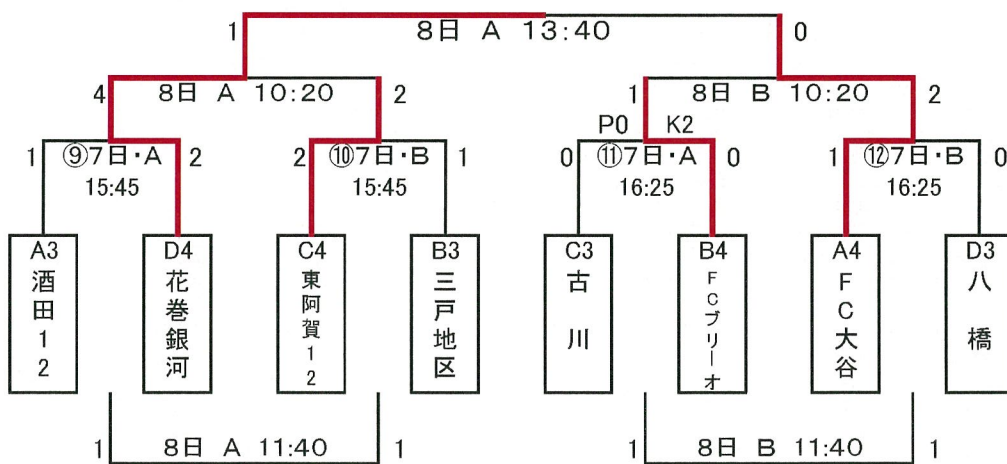 1 8日 A 13:40 0
4 8日 A 10:20 2 1 8日 B 10:20 2
P0 K2
1 ⑨7日・A 2 2 ⑩7日・B 1 0 ⑪7日・A 0 1 ⑫7日・B 0
15:45 15:45 16:25 16:25
A3 D4 C4 B3 C3 B4 A4 D3
酒田12
花巻銀河
東阿賀12
三戸地区
古川
FCブリーオ
FC大谷
八橋
1 8日 A 11:40 1 1 8日 B 11:40 1